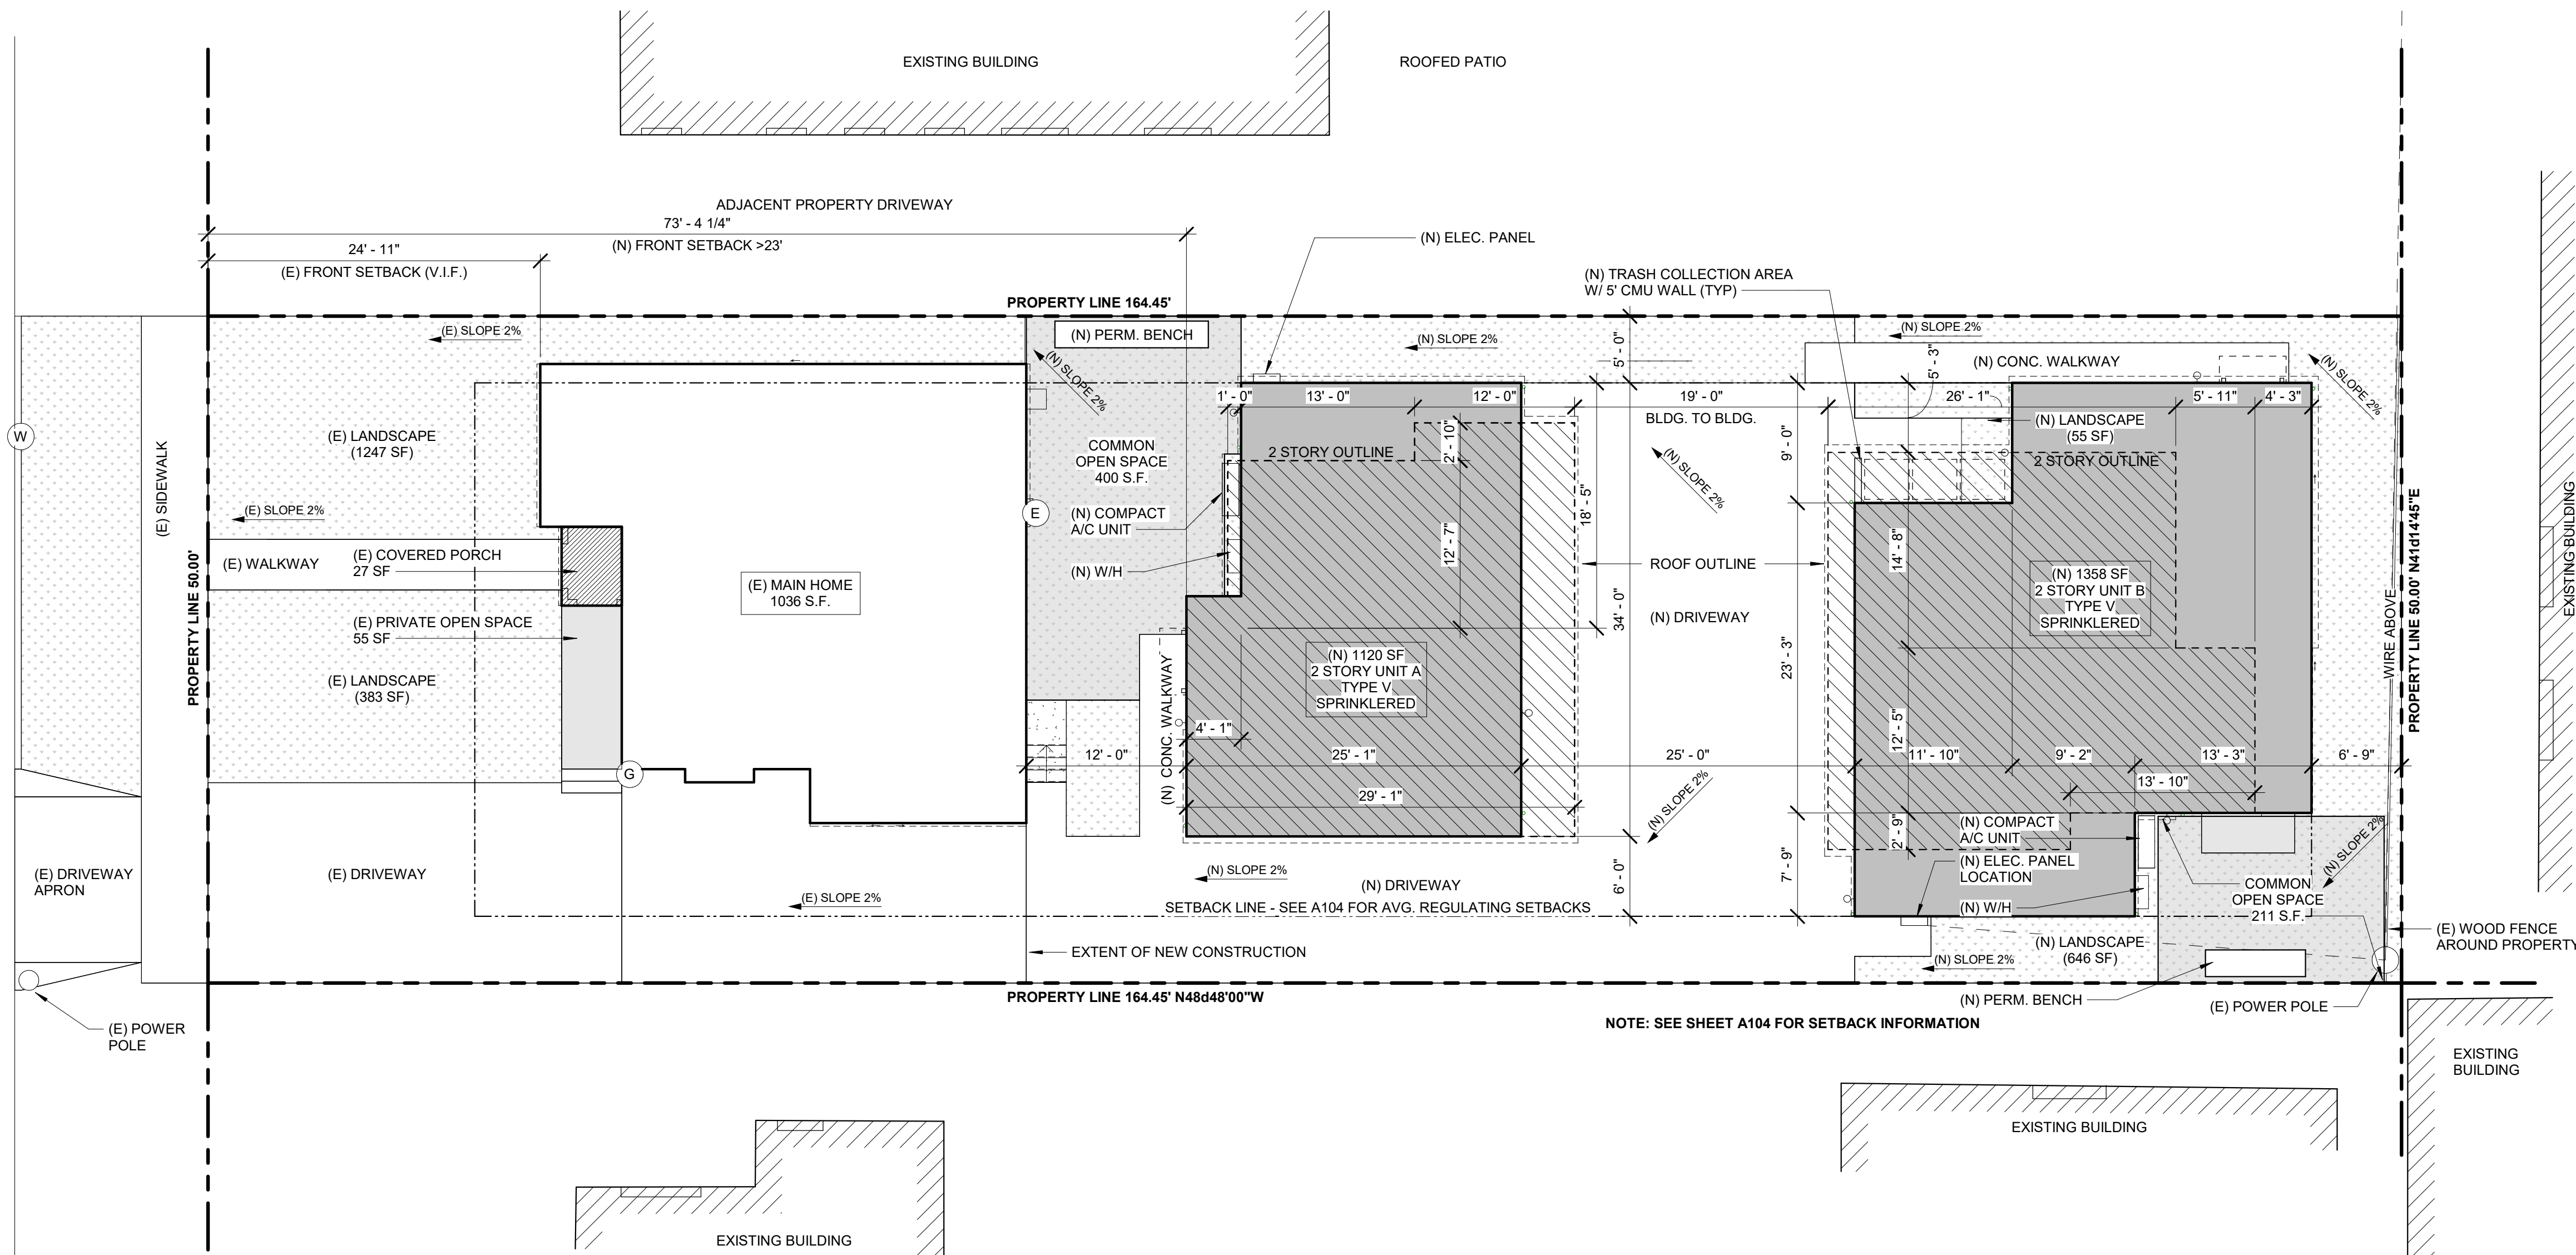 EXISTING BUILDING
ROOFED PATIO
ADJACENT PROPERTY DRIVEWAY
73' - 4 1/4"
(N) FRONT SETBACK >23'
24' - 11"
(E) FRONT SETBACK (V.I.F.)
(N) ELEC. PANEL
(N) TRASH COLLECTION AREA
W/ 5' CMU WALL (TYP)
PROPERTY LINE 164.45'
(E) SLOPE 2%
(N) PERM. BENCH
(N) SLOPE 2%
(N) SLOPE 2%
5' - 0"
(N) SLOPE 2%
5' - 3"
(N) CONC. WALKWAY
(N) SLOPE 2%
1' - 0"
13' - 0"
12' - 0"
19' - 0"
BLDG. TO BLDG.
26' - 1"
5' - 11"
4' - 3"
W
(E) SIDEWALK
(E) LANDSCAPE
(1247 SF)
COMMON
OPEN SPACE
400 S.F.
2 STORY OUTLINE
2' - 10"
9' - 0"
(N) LANDSCAPE
(55 SF)
2 STORY OUTLINE
(N) SLOPE 2%
(E) SLOPE 2%
E
(N) COMPACT
A/C UNIT
18' - 5"
12' - 7"
14' - 8"
PROPERTY LINE 50.00'
(E) WALKWAY
(E) COVERED PORCH
27 SF
(E) MAIN HOME
1036 S.F.
(N) W/H
ROOF OUTLINE
(N) 1358 SF
2 STORY UNIT B
TYPE V
SPRINKLERED
WIRE ABOVE
PROPERTY LINE 50.00' N41d14'45"E
EXISTING BUILDING
(E) PRIVATE OPEN SPACE
55 SF
34' - 0"
(N) DRIVEWAY
(N) 1120 SF
2 STORY UNIT A
TYPE V
SPRINKLERED
23' - 3"
(E) LANDSCAPE
(383 SF)
(N) CONC. WALKWAY
4' - 1"
12' - 5"
12' - 0"
25' - 1"
25' - 0"
11' - 10"
9' - 2"
13' - 3"
6' - 9"
G
29' - 1"
(N) SLOPE 2%
13' - 10"
2' - 9"
(N) COMPACT
A/C UNIT
(N) SLOPE 2%
(E) DRIVEWAY
APRON
(E) DRIVEWAY
(N) SLOPE 2%
(N) DRIVEWAY
6' - 0"
7' - 9"
(N) ELEC. PANEL
LOCATION
COMMON
OPEN SPACE
211 S.F.
(E) SLOPE 2%
SETBACK LINE - SEE A104 FOR AVG. REGULATING SETBACKS
(N) W/H
(E) WOOD FENCE
AROUND PROPERTY
EXTENT OF NEW CONSTRUCTION
(N) LANDSCAPE
(646 SF)
(N) SLOPE 2%
PROPERTY LINE 164.45' N48d48'00"W
(N) PERM. BENCH
(E) POWER POLE
NOTE: SEE SHEET A104 FOR SETBACK INFORMATION
(E) POWER
POLE
EXISTING
BUILDING
EXISTING BUILDING
EXISTING BUILDING